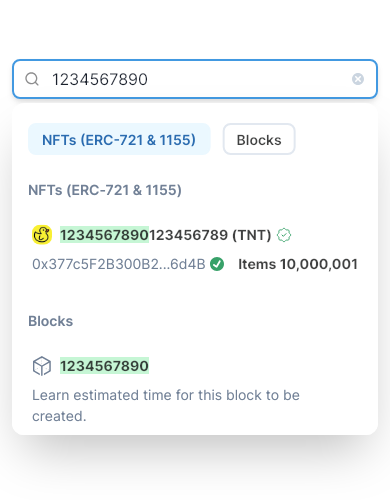 1234567890
NFTs (ERC-721 & 1155) Blocks
NFTs (ERC-721 & 1155)
1234567890123456789 (TNT)
0x377c5F2B300B2...6d4B Items 10,000,001
Blocks
1234567890
Learn estimated time for this block to be
created.